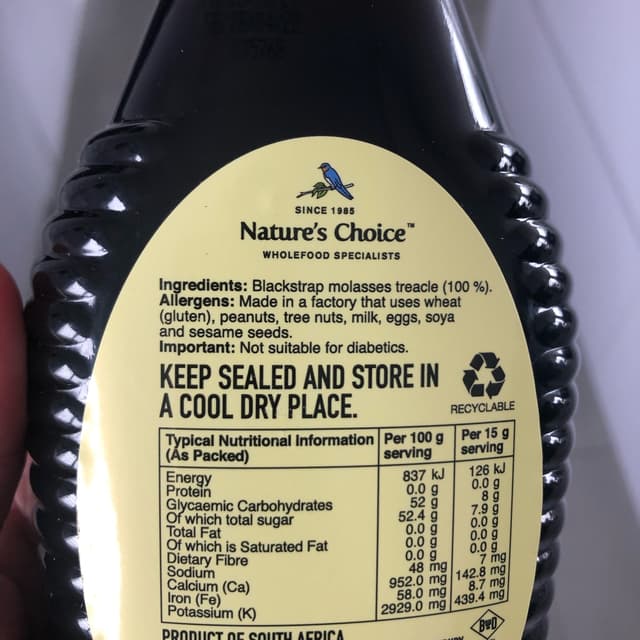 SINCE 1985
Nature's Choice™
WHOLEFOOD SPECIALISTS
Ingredients: Blackstrap molasses treacle (100 %).
Allergens: Made in a factory that uses wheat
(gluten), peanuts, tree nuts, milk, eggs, soya
and sesame seeds.
Important: Not suitable for diabetics.
KEEP SEALED AND STORE IN
A COOL DRY PLACE.
RECYCLABLE
Typical Nutritional Information (As Packed) Per 100 g serving Per 15 g serving
Energy 837 kJ 126 kJ
Protein 0.0 g 0.0 g
Glycaemic Carbohydrates 52 g 8 g
Of which total sugar 52.4 g 7.9 g
Total Fat 0.0 g 0.0 g
Of which is Saturated Fat 0.0 g 0.0 g
Dietary Fibre 0.0 g 0.0 g
Sodium 48 mg 7 mg
Calcium (Ca) 952.0 mg 142.8 mg
Iron (Fe) 58.0 mg 8.7 mg
Potassium (K) 2929.0 mg 439.4 mg
PRODUCT OF SOUTH AFRICA